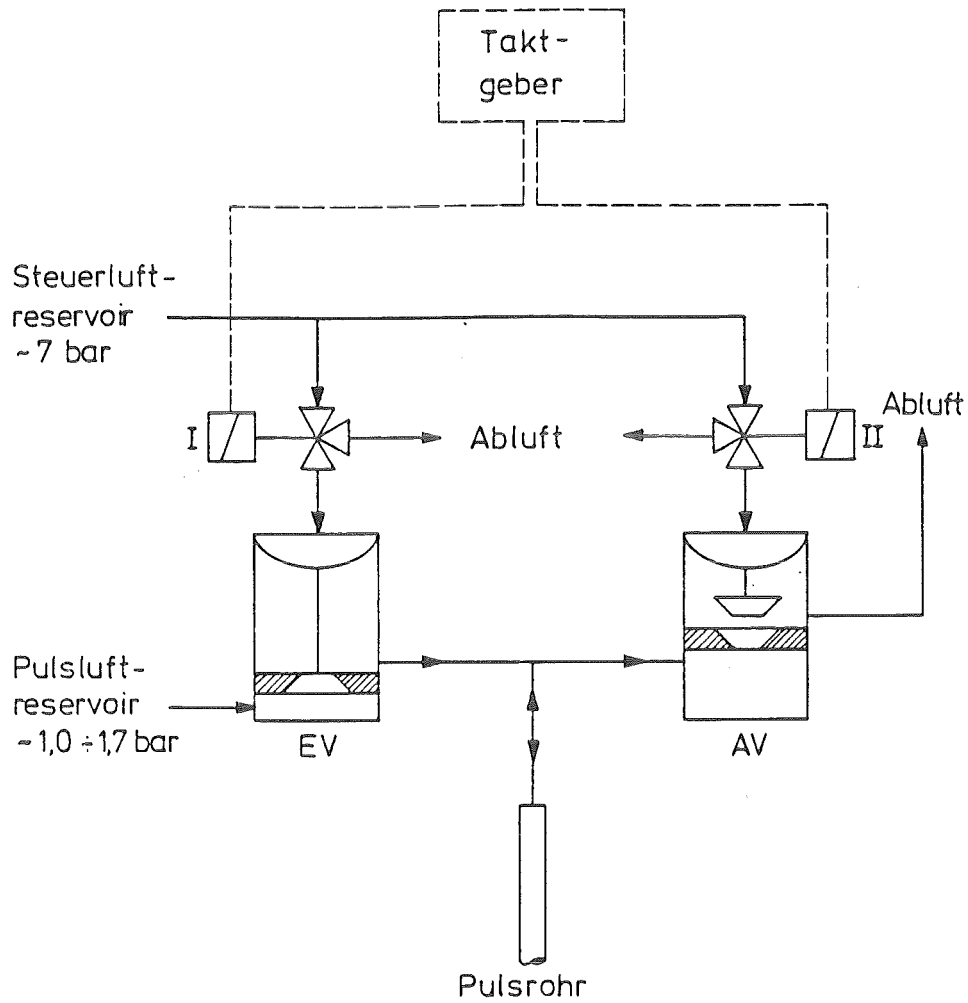 Takt-
geber
Steuerluft-
reservoir
~7 bar
I
Abluft
II
Abluft
Pulsluft-
reservoir
~1,0÷1,7 bar
EV
AV
Pulsrohr